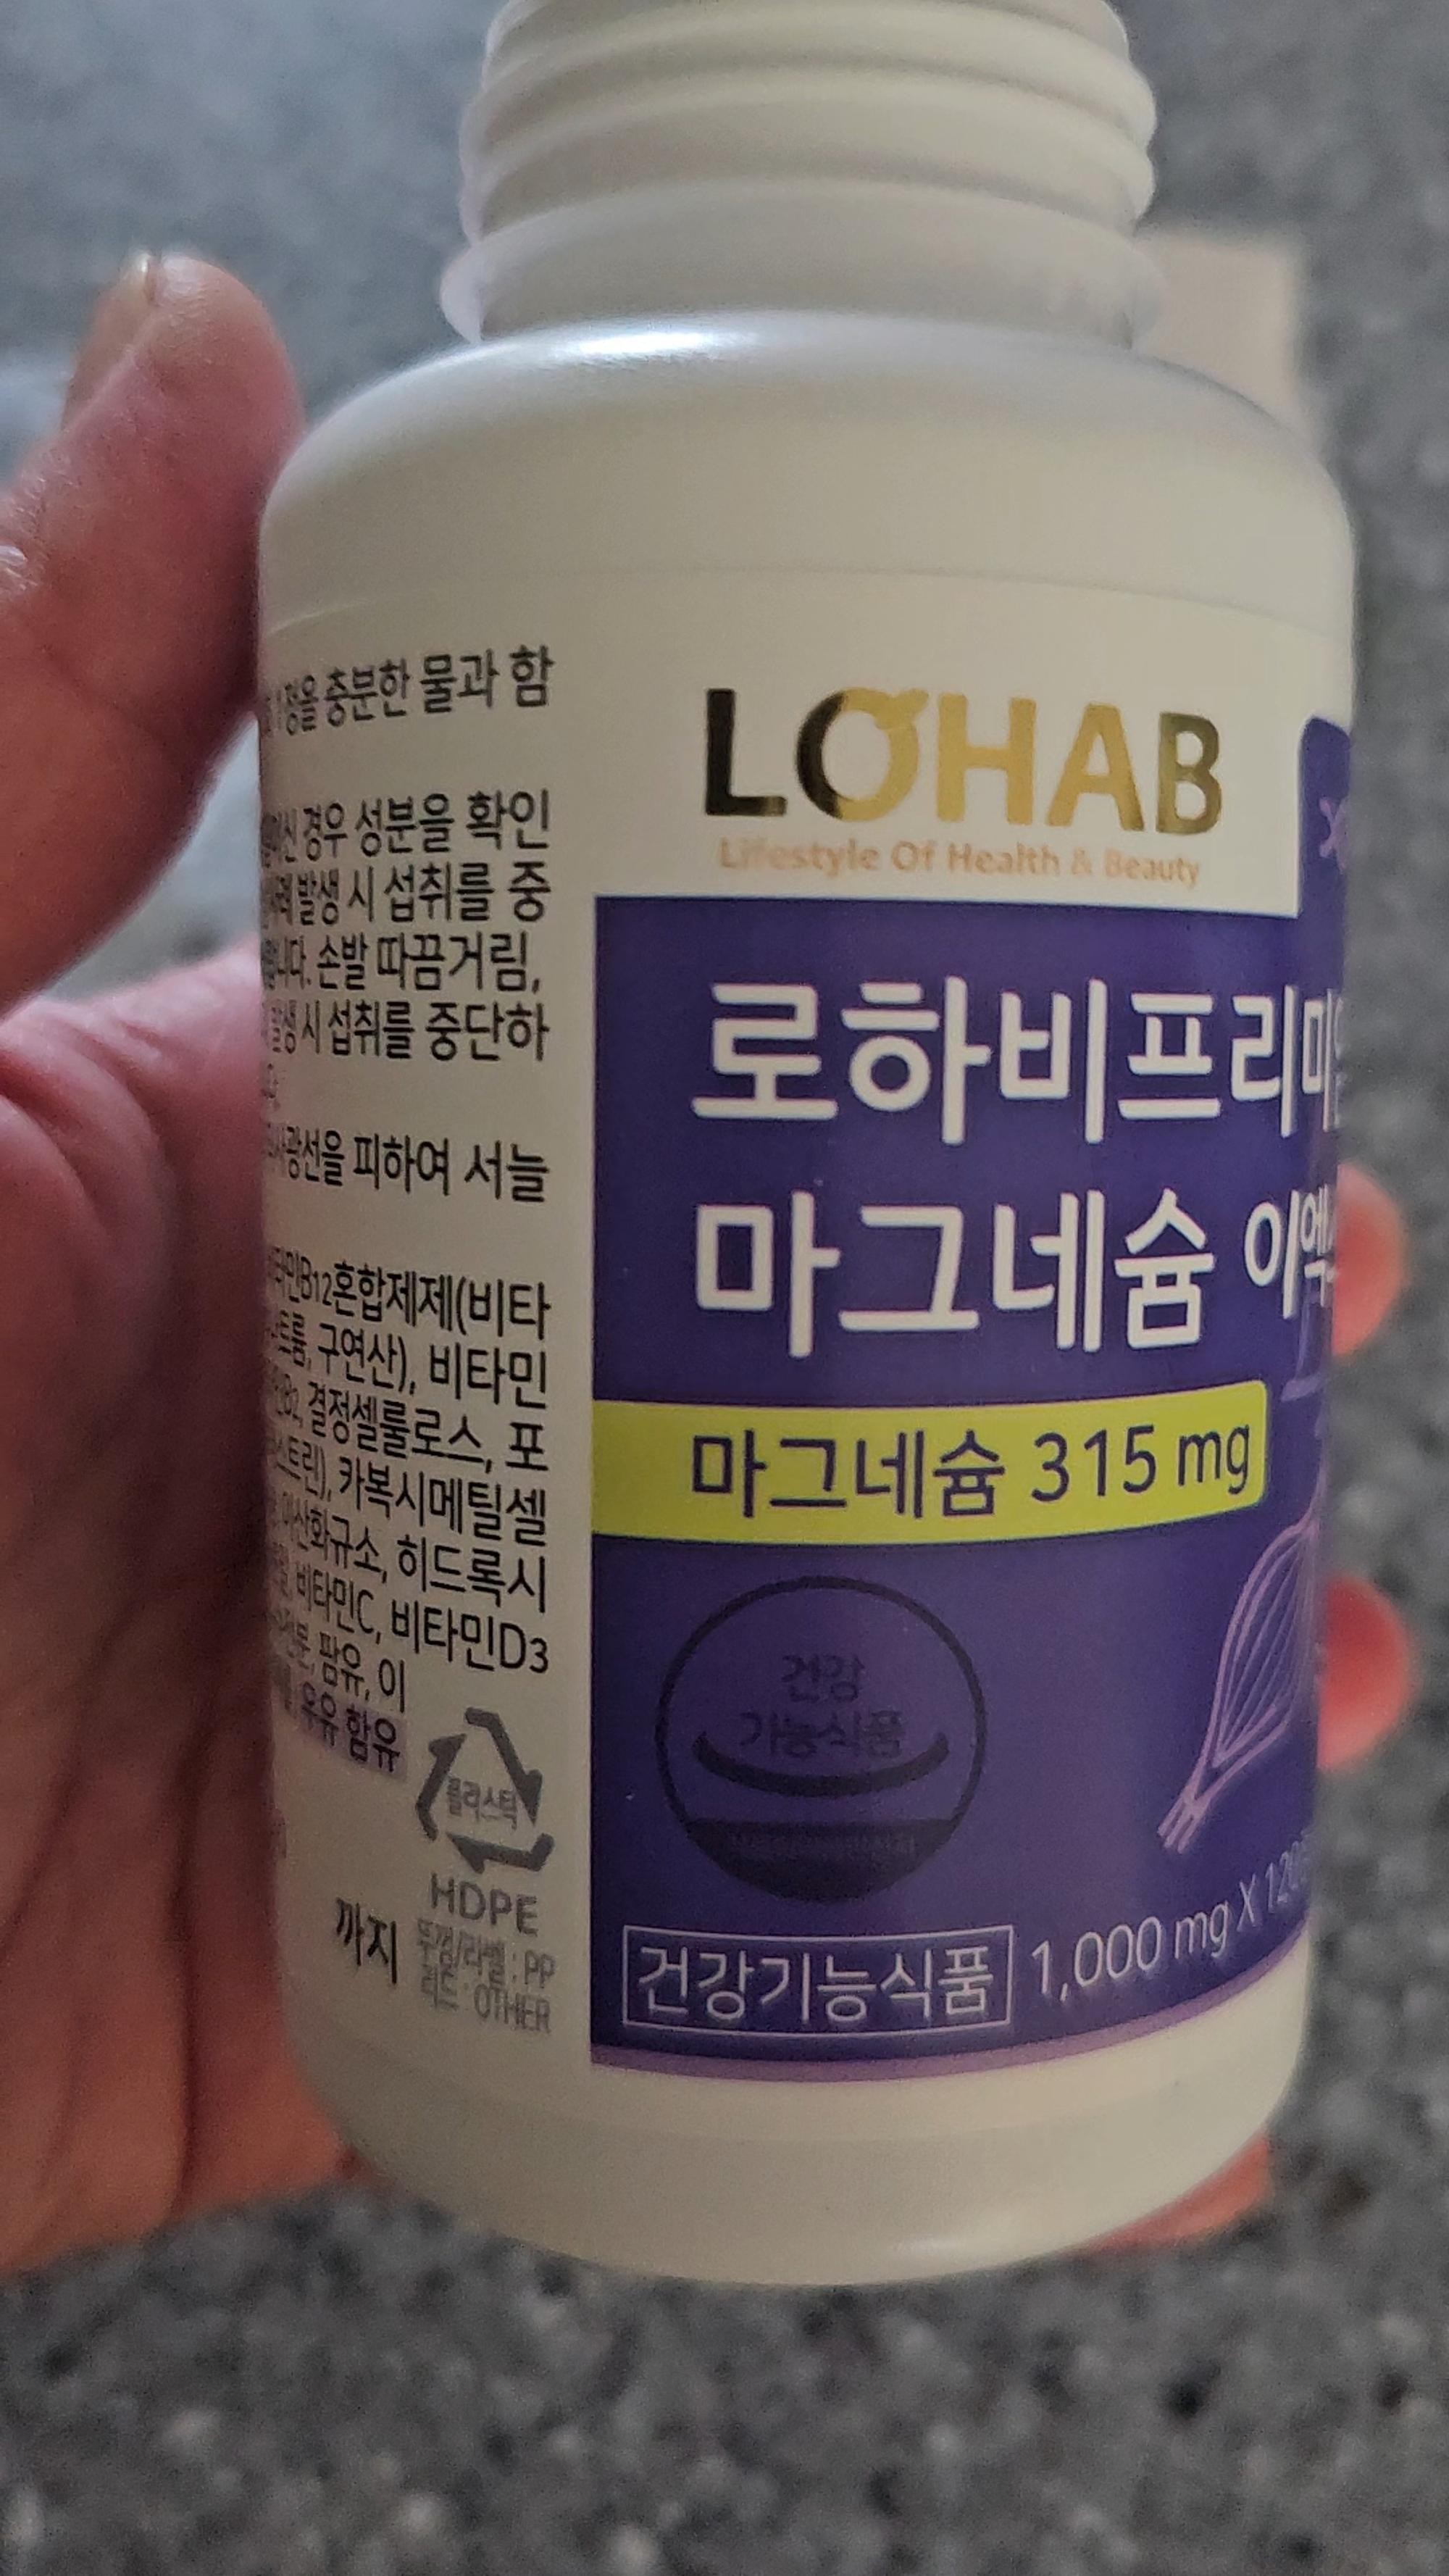 정을 충분한 물과 함
경우 성분을 확인
발생 시 섭취를 중
손발 따끔거림,
발생 시 섭취를 중단하
피하여 서늘
B12혼합제제(비타
구연산), 비타민
결정셀룰로스, 포
카복시메틸셀
이산화규소, 히드록시
비타민C, 비타민D3
팜유, 이
우유 함유
플라스틱
HDPE
뚜껑/라벨 : PP
리드 : OTHER
까지
LOHAB
Lifestyle Of Health & Beauty
로하비프리미
마그네슘 이엑
마그네슘 315 mg
건강
기능식품
건강기능식품 1,000 mg X 120